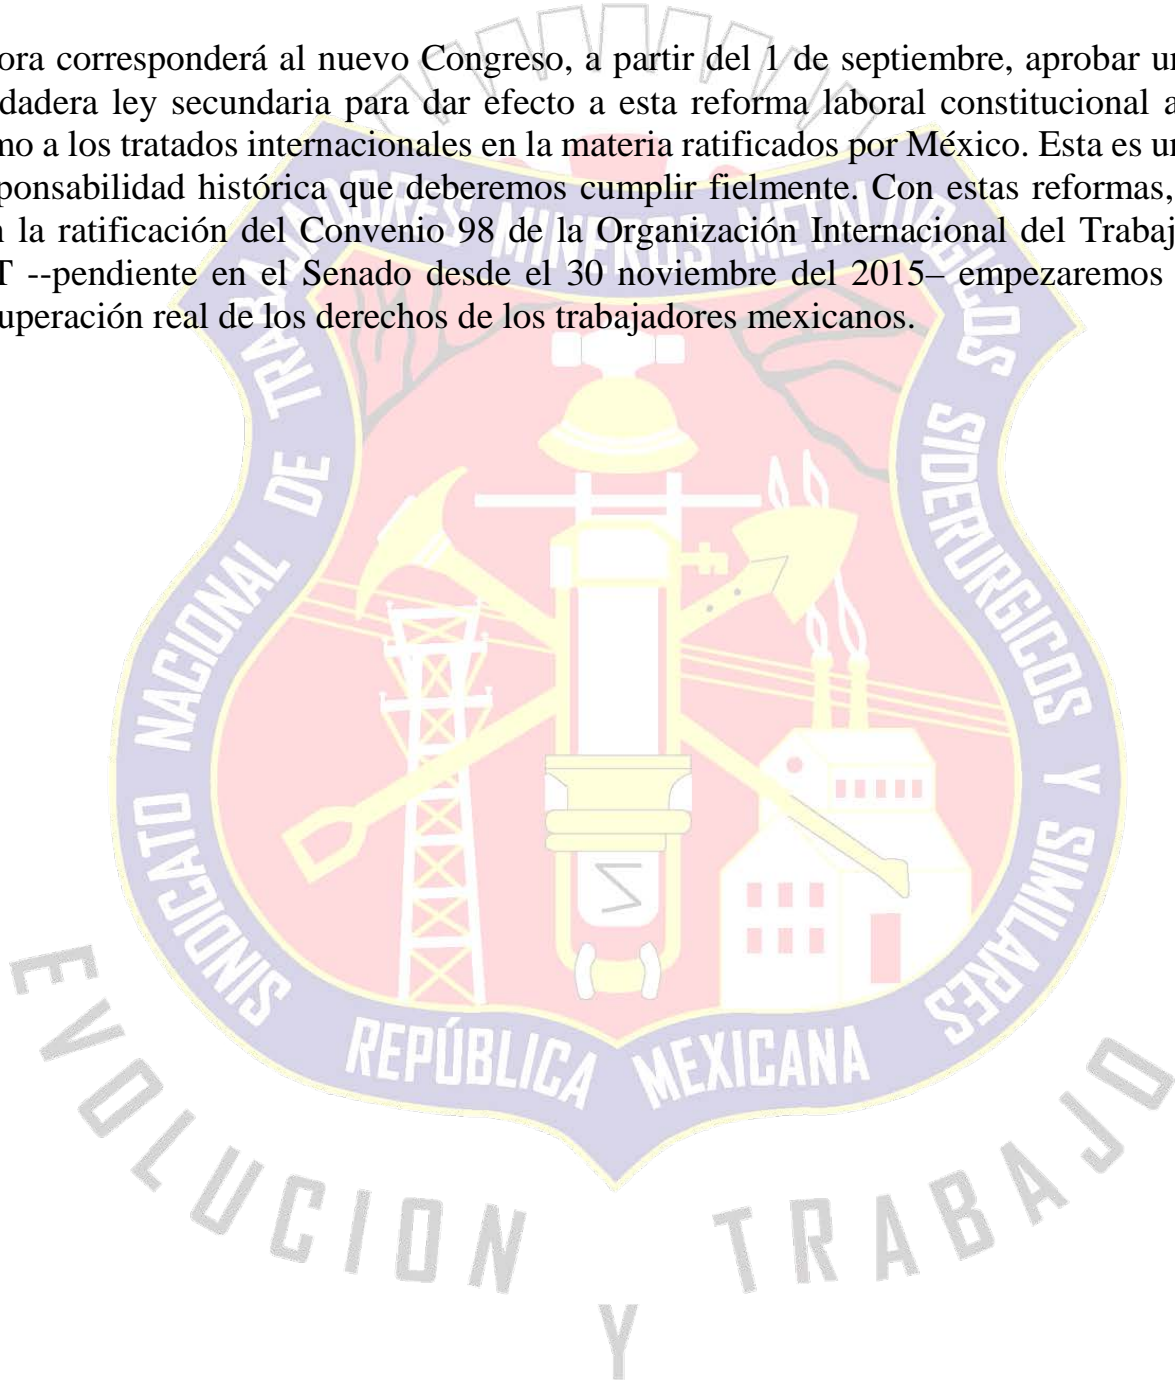 ora corresponderá al nuevo Congreso, a partir del 1 de septiembre, aprobar un
dadera ley secundaria para dar efecto a esta reforma laboral constitucional a
mo a los tratados internacionales en la materia ratificados por México. Esta es un
ponsabilidad histórica que deberemos cumplir fielmente. Con estas reformas,
n la ratificación del Convenio 98 de la Organización Internacional del Trabaj
T --pendiente en el Senado desde el 30 noviembre del 2015– empezaremos
uperación real de los derechos de los trabajadores mexicanos.
SINDICATO NACIONAL DE TRABAJADORES MINEROS METALÚRGICOS SIDERÚRGICOS Y SIMILARES
REPÚBLICA MEXICANA
EVOLUCION Y TRABAJO